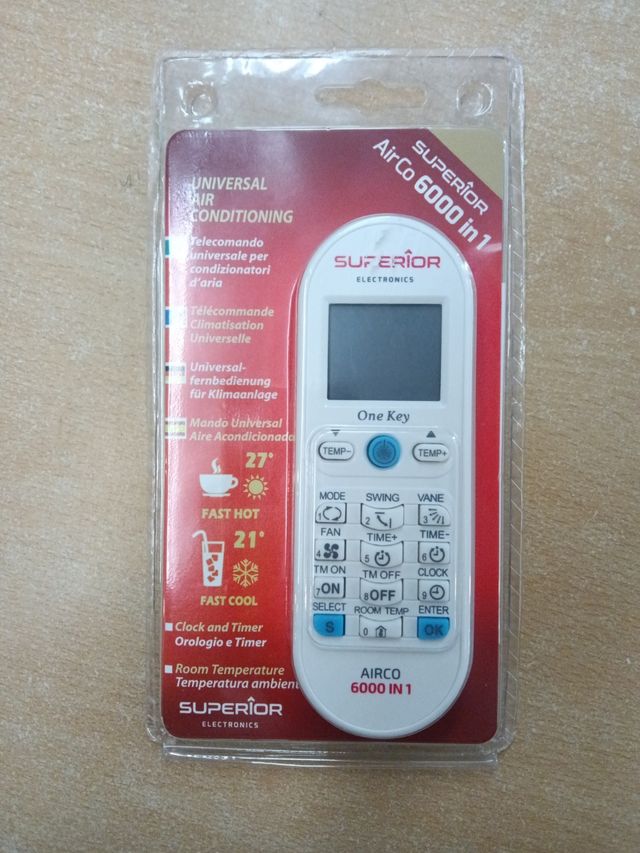 SUPERIOR
AirCo 6000 in 1
UNIVERSAL
AIR
CONDITIONING
Telecomando
universale per
condizionatori
d'aria
Télécommande
Climatisation
Universelle
Universal-
fernbedienung
für Klimaanlage
Mando Universal
Aire Acondicionado
27°
FAST HOT
21°
FAST COOL
Clock and Timer
Orologio e Timer
Room Temperature
Temperatura ambient
SUPERIOR
ELECTRONICS
SUPERIOR
ELECTRONICS
One Key
TEMP-
TEMP+
MODE SWING VANE
1 2 3
FAN TIME+ TIME-
4 5 6
TM ON TM OFF CLOCK
7ON 8OFF 9
SELECT ROOM TEMP ENTER
S 0 OK
AIRCO
6000 IN 1